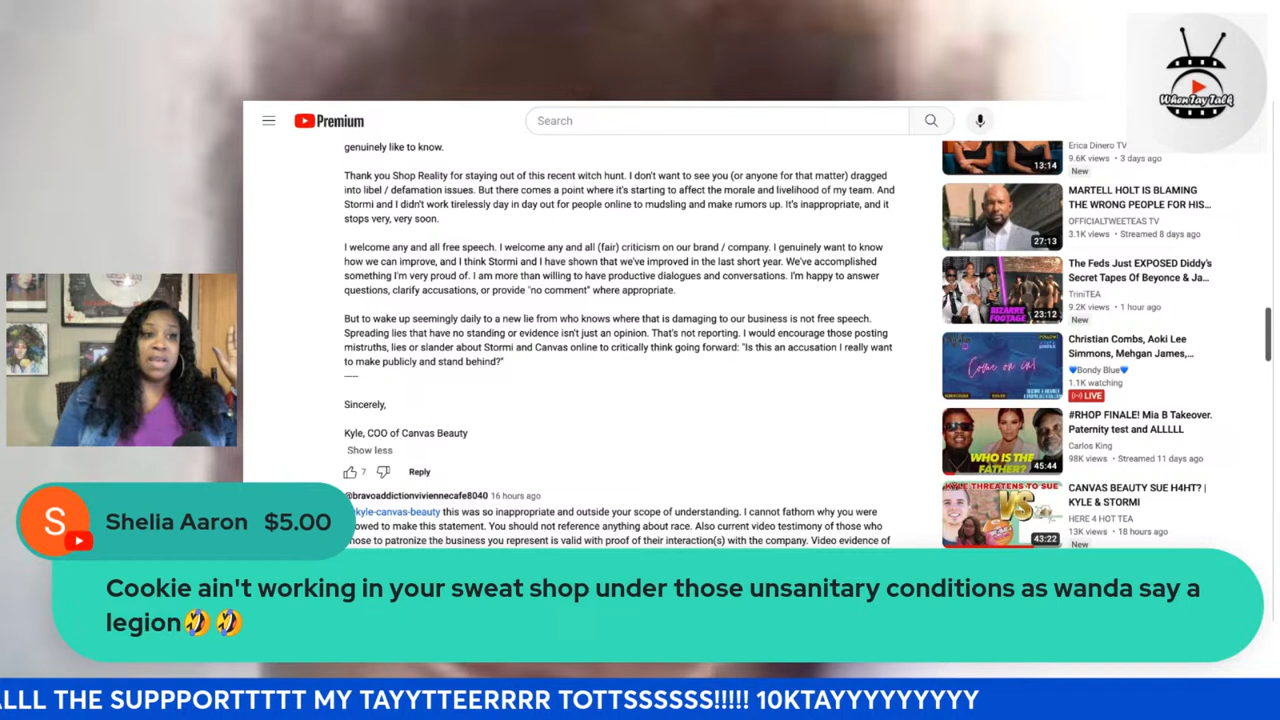 WhenTayTalk
Premium
Search
genuinely like to know.
Thank you Shop Reality for staying out of this recent witch hunt. I don't want to see you (or anyone for that matter) dragged
into libel / defamation issues. But there comes a point where it's starting to affect the morale and livelihood of my team. And
Stormi and I didn't work tirelessly day in day out for people online to mudsling and make rumors up. It's inappropriate, and it
stops very, very soon.
I welcome any and all free speech. I welcome any and all (fair) criticism on our brand / company. I genuinely want to know
how we can improve, and I think Stormi and I have shown that we've improved in the last short year. We've accomplished
something I'm very proud of. I am more than willing to have productive dialogues and conversations. I'm happy to answer
questions, clarify accusations, or provide "no comment" where appropriate.
But to wake up seemingly daily to a new lie from who knows where that is damaging to our business is not free speech.
Spreading lies that have no standing or evidence isn't just an opinion. That's not reporting. I would encourage those posting
mistruths, lies or slander about Stormi and Canvas online to critically think going forward: "Is this an accusation I really want
to make publicly and stand behind?"
Sincerely,
Kyle, COO of Canvas Beauty
Show less
7
Reply
@bravoaddictionviviennecafe8040 16 hours ago
kyle-canvas-beauty this was so inappropriate and outside your scope of understanding. I cannot fathom why you were
owed to make this statement. You should not reference anything about race. Also current video testimony of those who
hose to patronize the business you represent is valid with proof of their interaction(s) with the company. Video evidence of
Erica Dinero TV
9.6K views • 3 days ago
New
13:14
MARTELL HOLT IS BLAMING
THE WRONG PEOPLE FOR HIS...
OFFICIALTWEETEAS TV
3.1K views • Streamed 8 days ago
27:13
The Feds Just EXPOSED Diddy's
Secret Tapes Of Beyonce & Ja...
TriniTEA
9.2K views • 1 hour ago
New
BIZARRE
FOOTAGE
23:12
Christian Combs, Aoki Lee
Simmons, Mehgan James,...
💙Bondy Blue💙
1.1K watching
LIVE
Come on in!
#RHOP FINALE! Mia B Takeover.
Paternity test and ALLLLL
Carlos King
98K views • Streamed 11 days ago
WHO IS THE
FATHER?
45:44
CANVAS BEAUTY SUE H4HT? |
KYLE & STORMI
HERE 4 HOT TEA
13K views • 18 hours ago
New
KYLE THREATENS TO SUE
VS
43:22
S
Shelia Aaron $5.00
Cookie ain't working in your sweat shop under those unsanitary conditions as wanda say a
legion🤣🤣
ALLL THE SUPPPORTTTTT MY TAYYTTEERRRR TOTTSSSSSS!!!!! 10KTAYYYYYYYYY